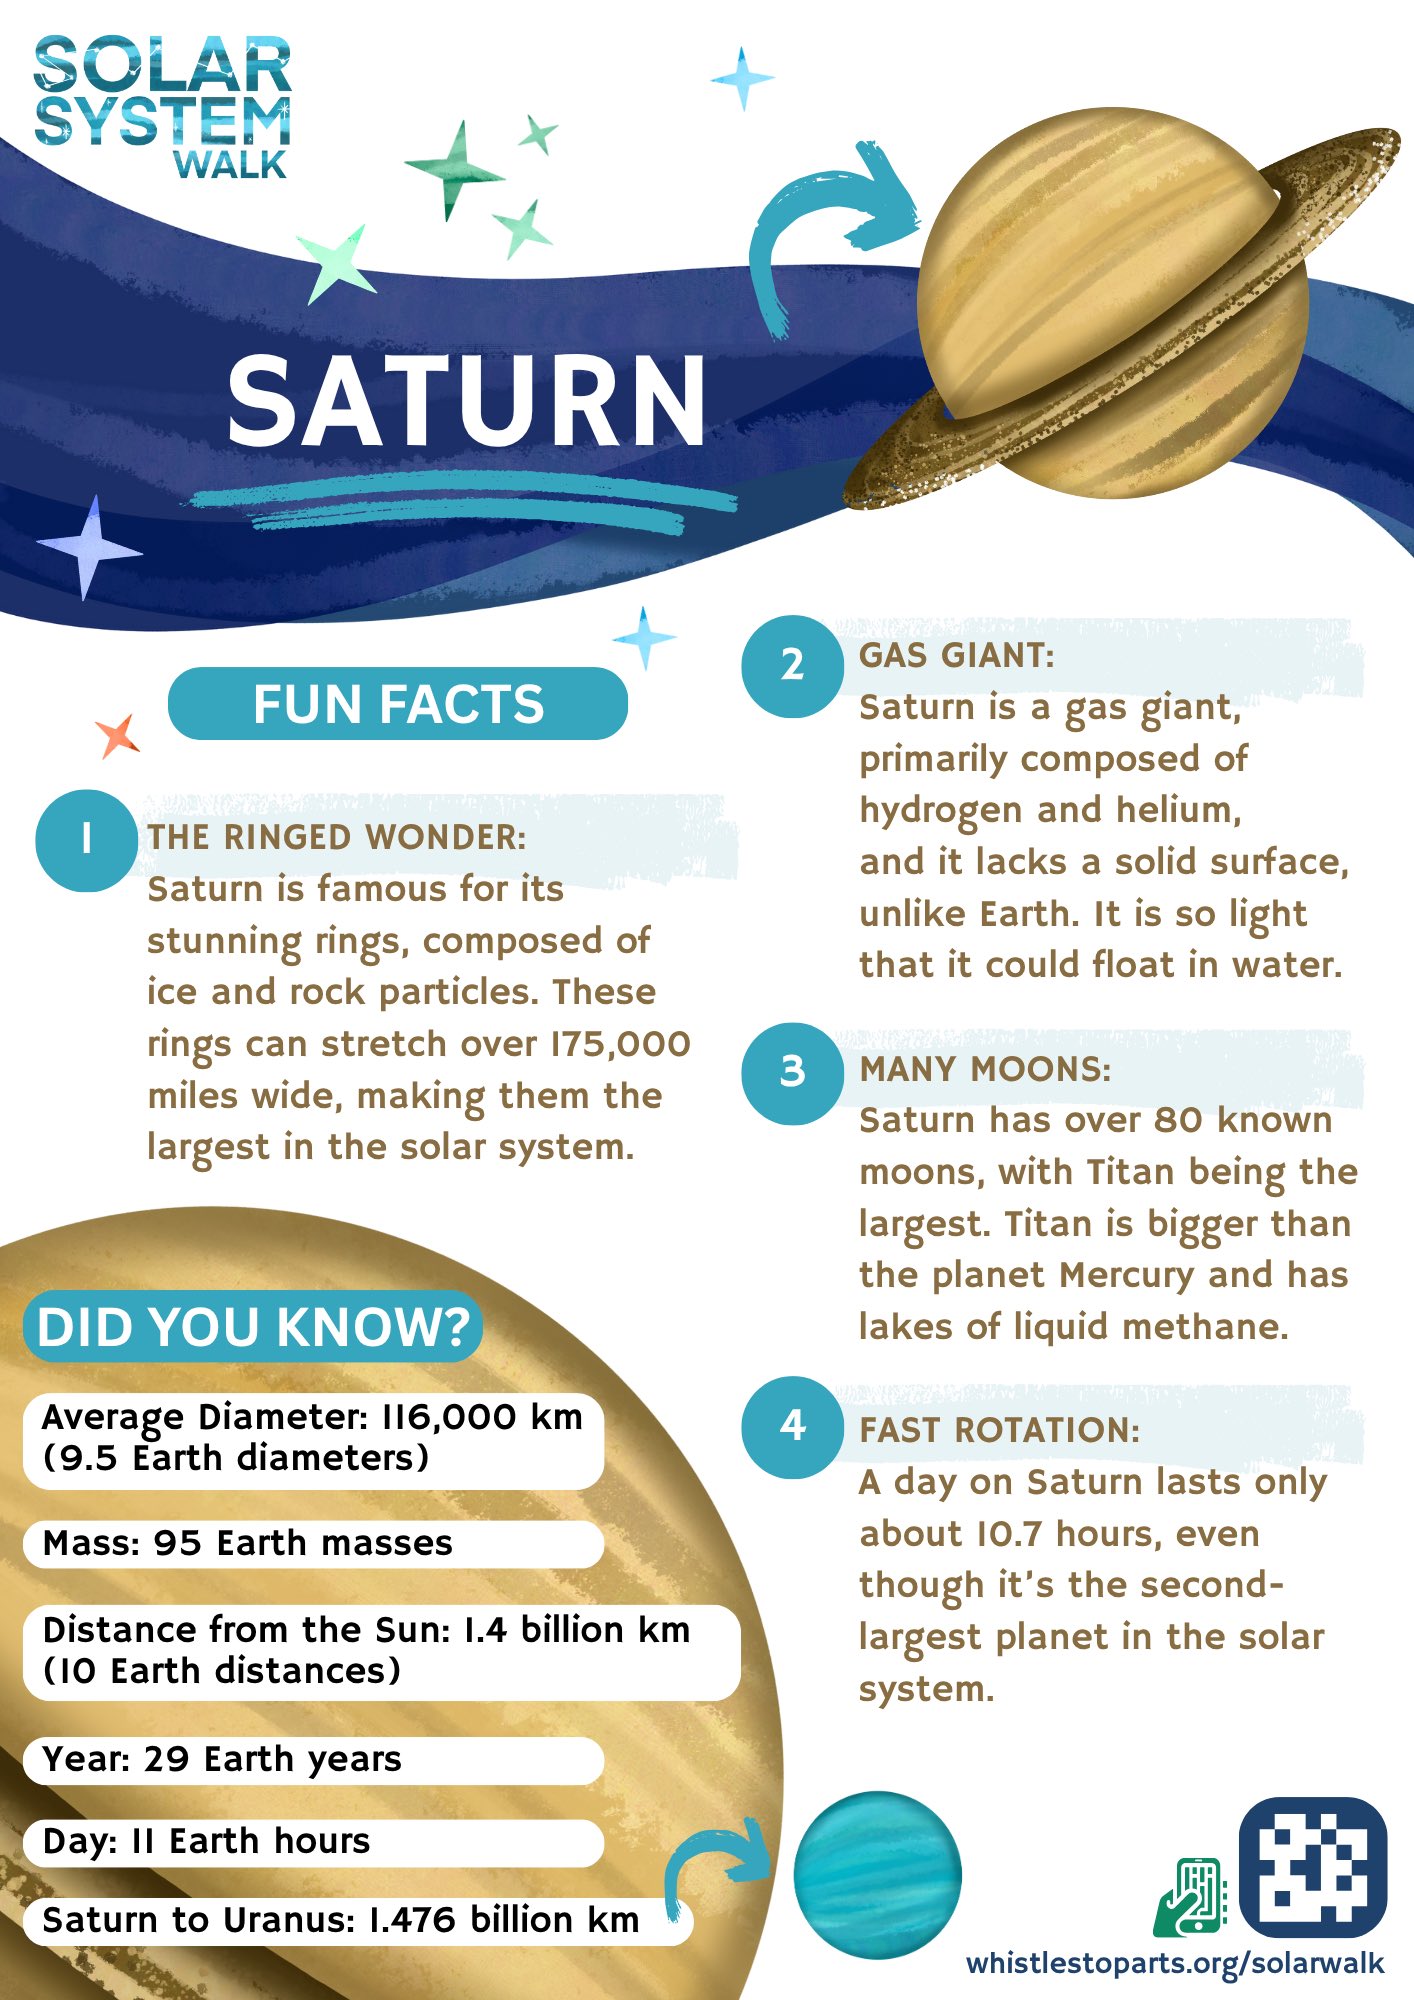 SOLAR
SYSTEM
WALK
SATURN
FUN FACTS
1
THE RINGED WONDER:
Saturn is famous for its
stunning rings, composed of
ice and rock particles. These
rings can stretch over 175,000
miles wide, making them the
largest in the solar system.
2
GAS GIANT:
Saturn is a gas giant,
primarily composed of
hydrogen and helium,
and it lacks a solid surface,
unlike Earth. It is so light
that it could float in water.
3
MANY MOONS:
Saturn has over 80 known
moons, with Titan being the
largest. Titan is bigger than
the planet Mercury and has
lakes of liquid methane.
4
FAST ROTATION:
A day on Saturn lasts only
about 10.7 hours, even
though it's the second-
largest planet in the solar
system.
DID YOU KNOW?
Average Diameter: 116,000 km
(9.5 Earth diameters)
Mass: 95 Earth masses
Distance from the Sun: 1.4 billion km
(10 Earth distances)
Year: 29 Earth years
Day: 11 Earth hours
Saturn to Uranus: 1.476 billion km
whistlestoparts.org/solarwalk